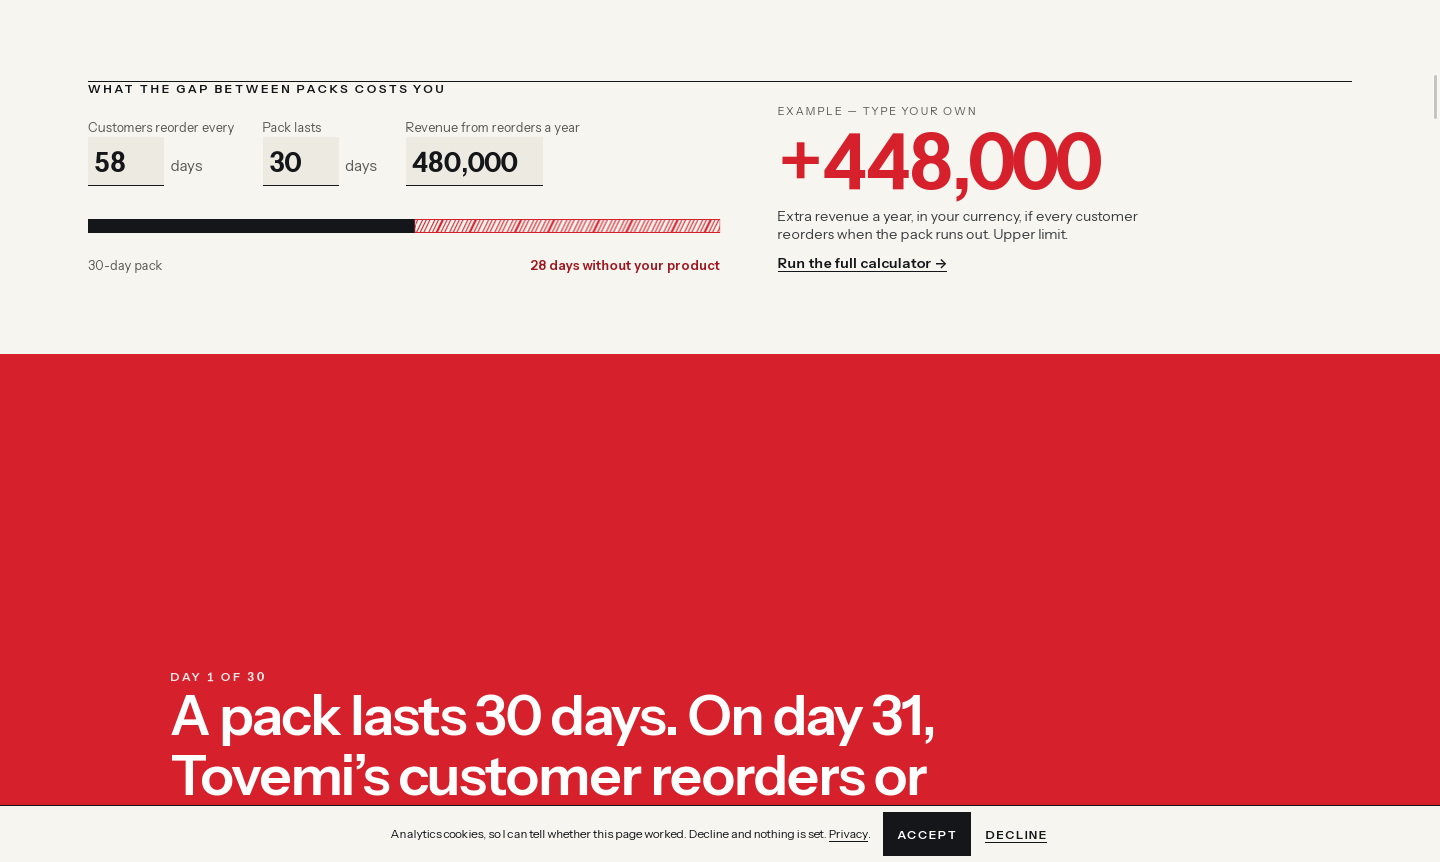 WHAT THE GAP BETWEEN PACKS COSTS YOU
Customers reorder every
58 days
Pack lasts
30 days
Revenue from reorders a year
480,000
30-day pack
28 days without your product
EXAMPLE — TYPE YOUR OWN
+448,000
Extra revenue a year, in your currency, if every customer
reorders when the pack runs out. Upper limit.
Run the full calculator →
DAY 1 OF 30
A pack lasts 30 days. On day 31,
Tovemi’s customer reorders or
Analytics cookies, so I can tell whether this page worked. Decline and nothing is set. Privacy.
ACCEPT
DECLINE